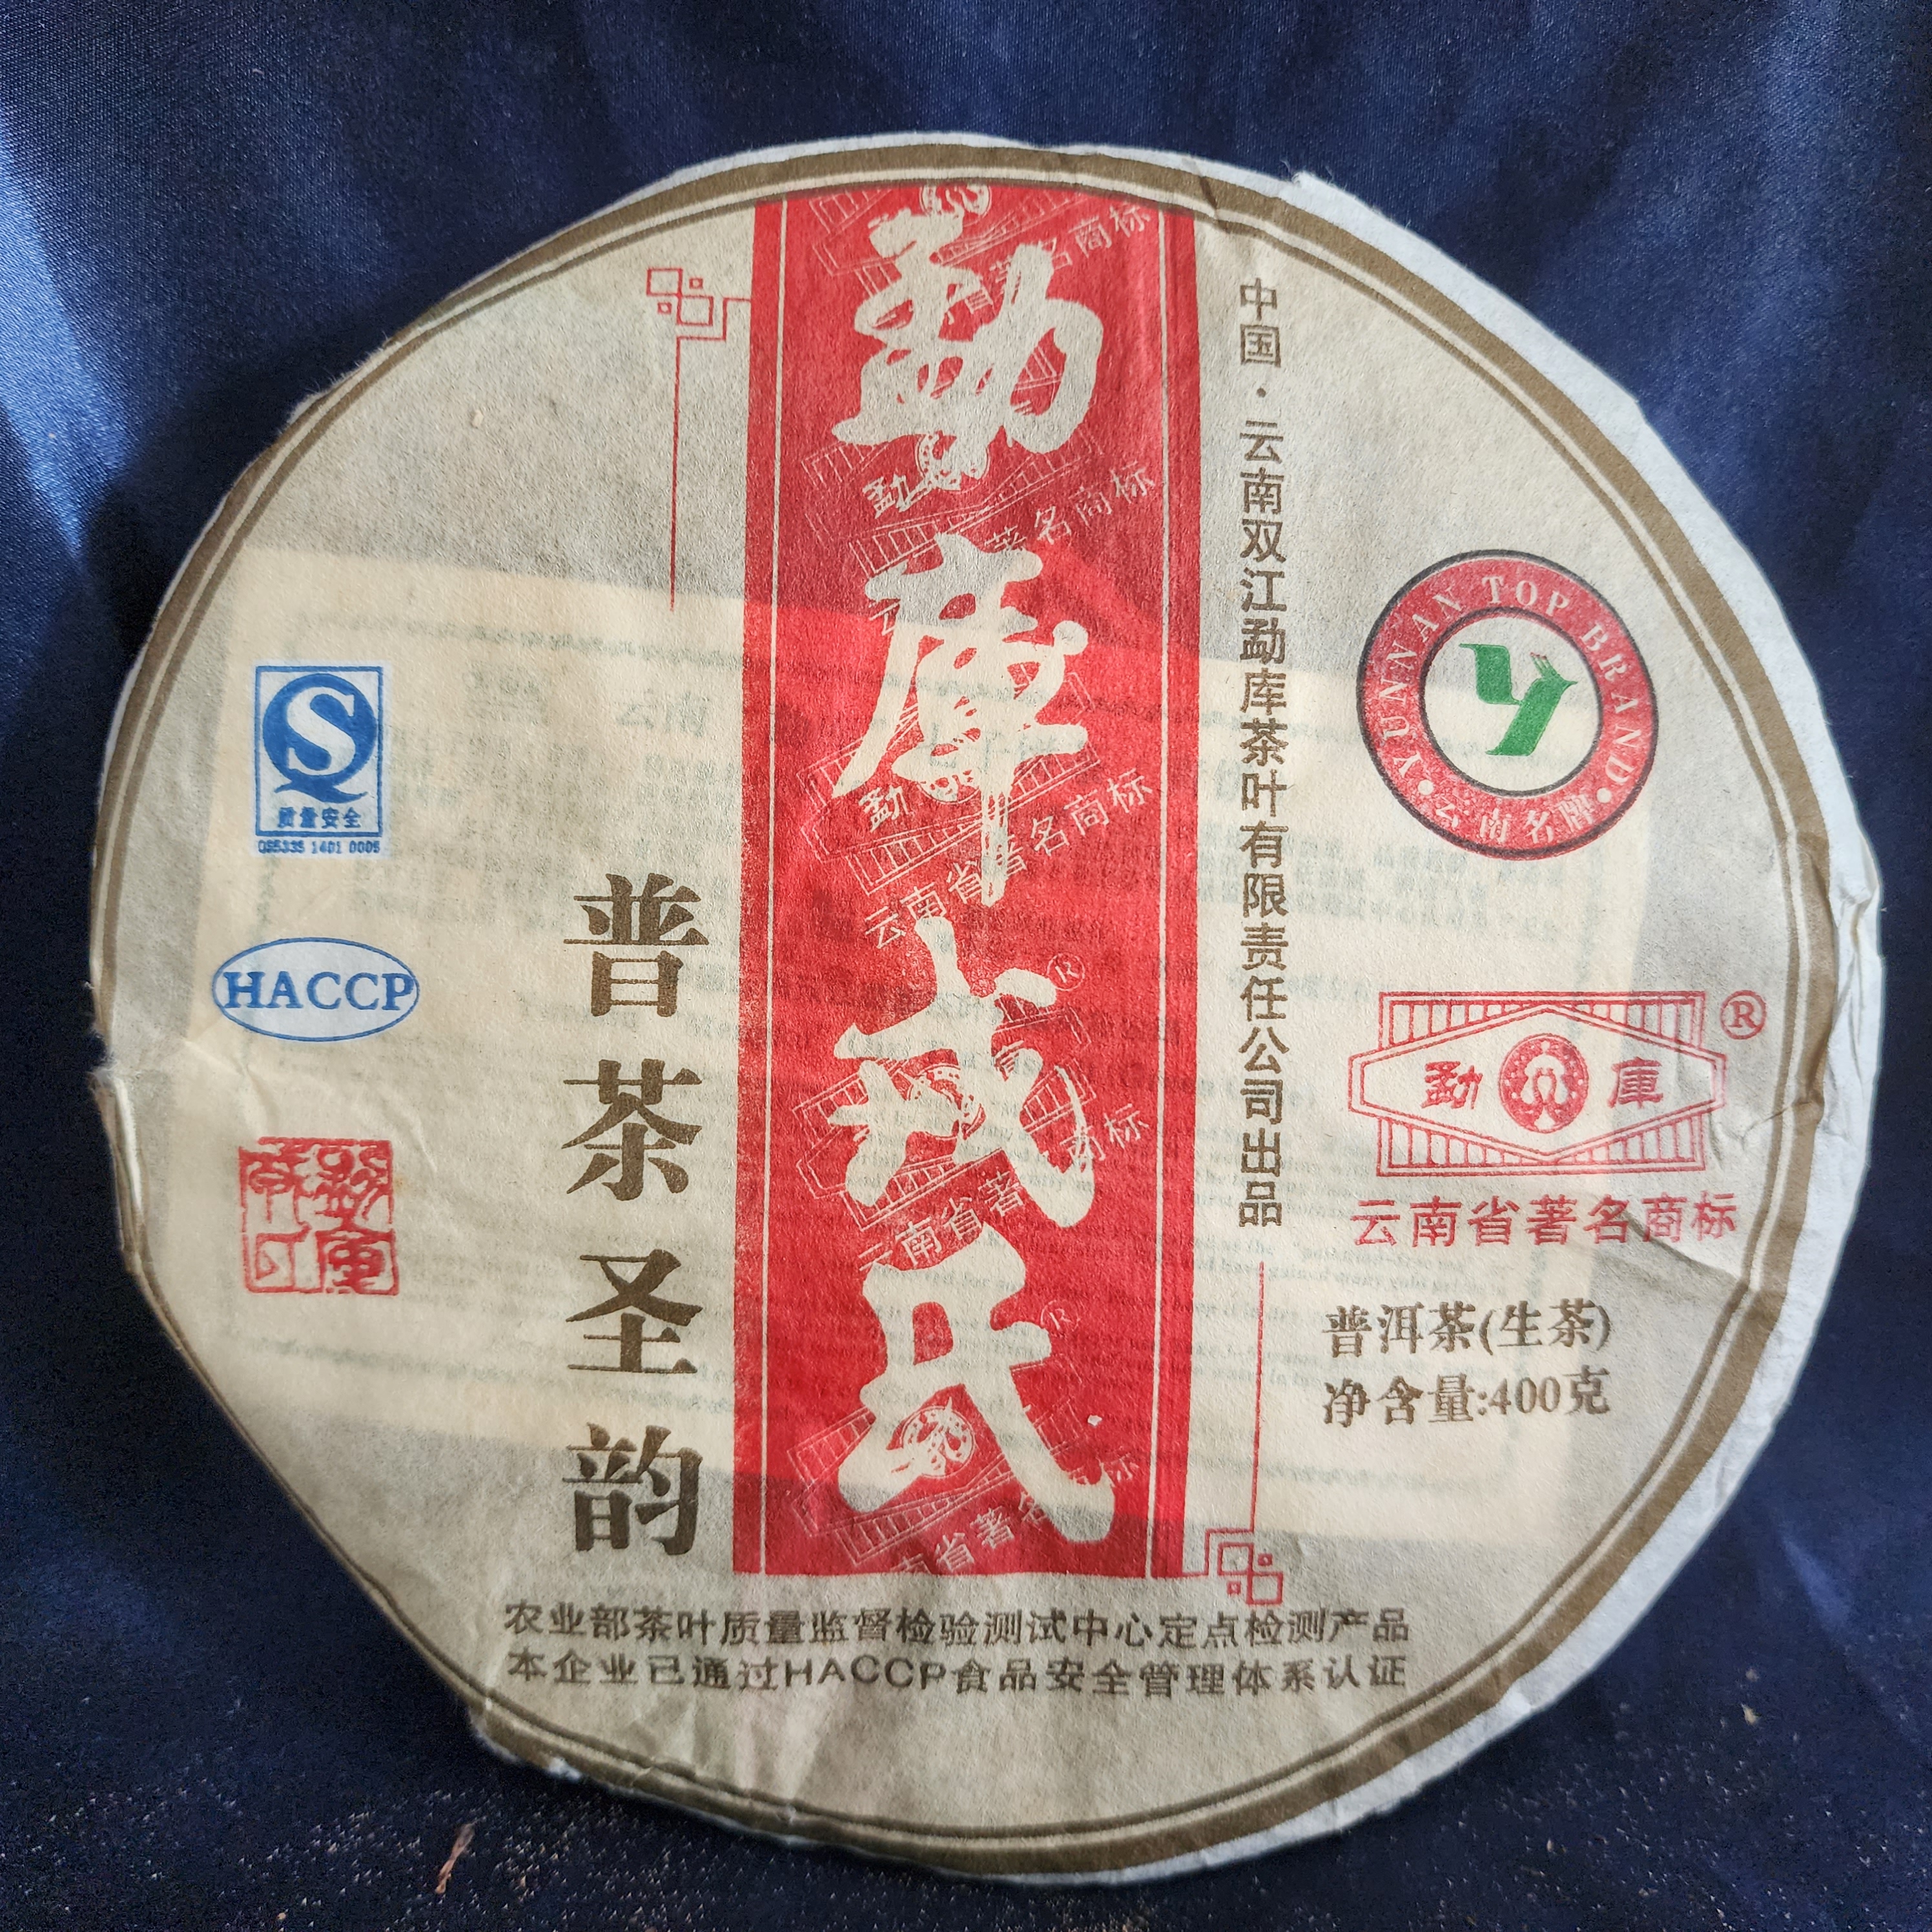 勐庫戎氏
普茶圣韵
中国·云南双江勐库茶叶有限责任公司出品
YUNNAN TOP BRAND
云南名牌
质量安全
QS5335 1401 0005
HACCP
勐庫
®
云南省著名商标
普洱茶(生茶)
净含量:400克
农业部茶叶质量监督检验测试中心定点检测产品
本企业已通过HACCP食品安全管理体系认证